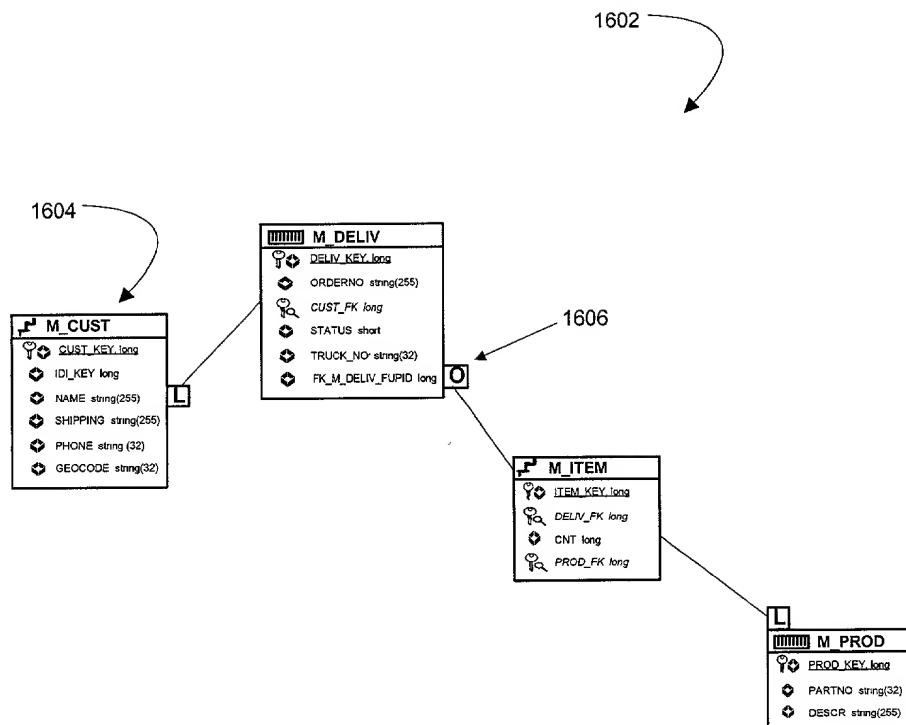 1602
1604
M_DELIV
DELIV_KEY, long
ORDERNO string(255)
CUST_FK long
STATUS short
TRUCK_NO string(32)
FK_M_DELIV_FUPID long
1606
O
M_CUST
CUST_KEY, long
IDI_KEY long
NAME string(255)
SHIPPING string(255)
PHONE string (32)
GEOCODE string(32)
L
M_ITEM
ITEM_KEY, long
DELIV_FK long
CNT long
PROD_FK long
L
M_PROD
PROD_KEY, long
PARTNO string(32)
DESCR string(255)